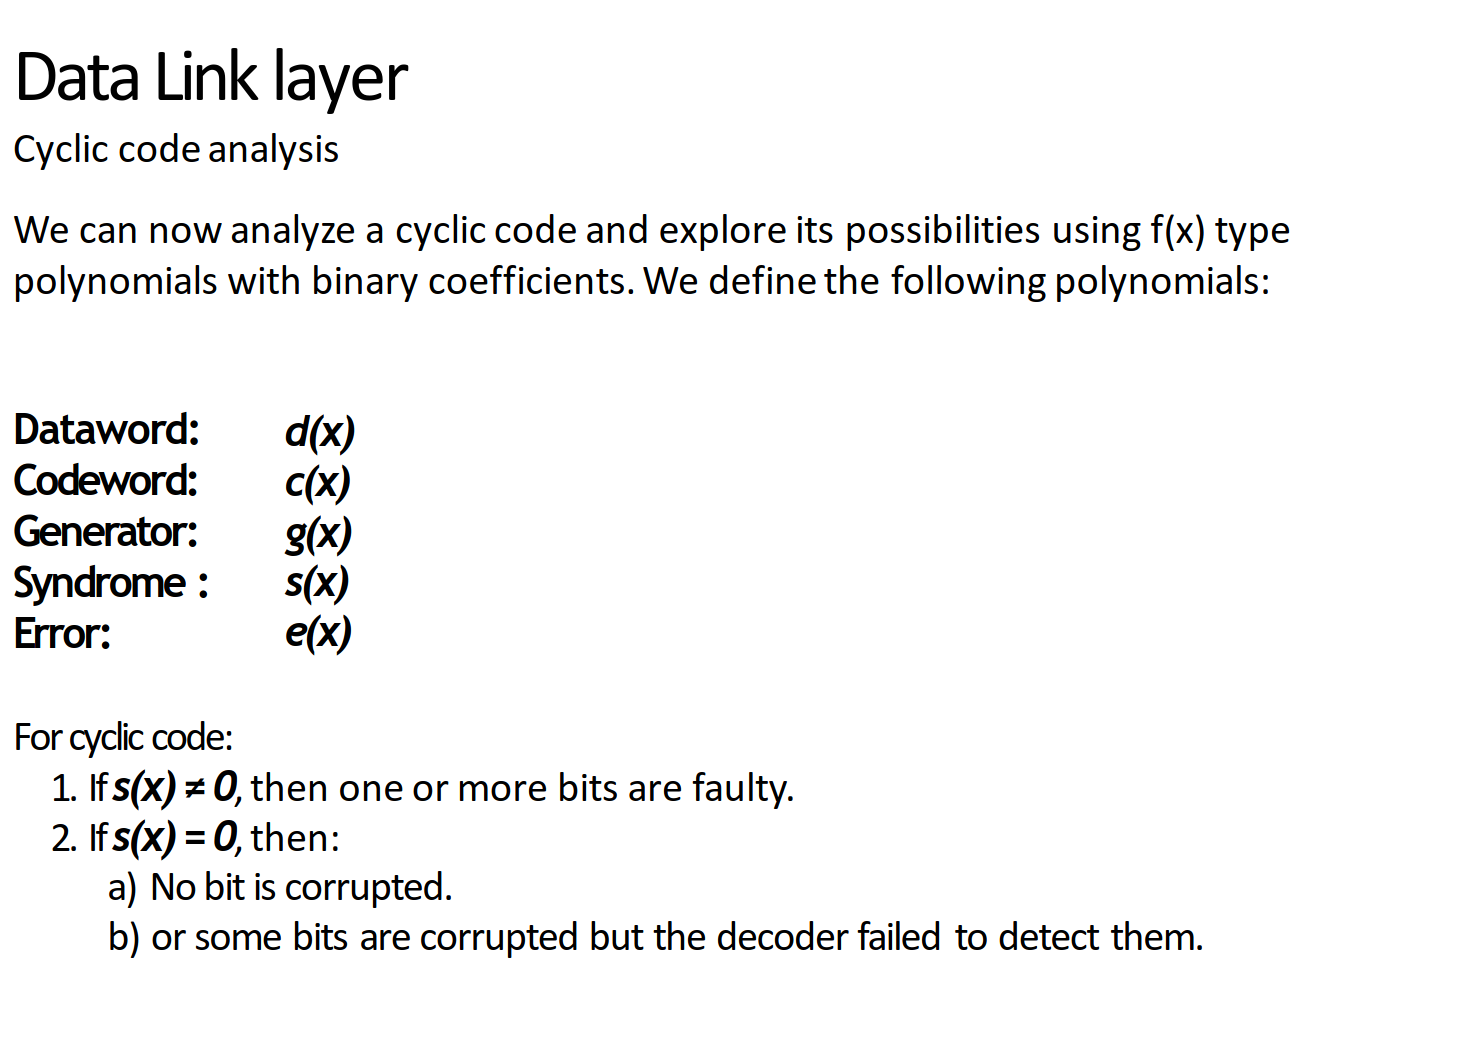 Data Link layer
Cyclic code analysis
We can now analyze a cyclic code and explore its possibilities using f(x) type
polynomials with binary coefficients. We define the following polynomials:
Dataword: d(x)
Codeword: c(x)
Generator: g(x)
Syndrome : s(x)
Error: e(x)
For cyclic code:
1. If s(x) ≠ 0, then one or more bits are faulty.
2. If s(x) = 0, then:
a) No bit is corrupted.
b) or some bits are corrupted but the decoder failed to detect them.